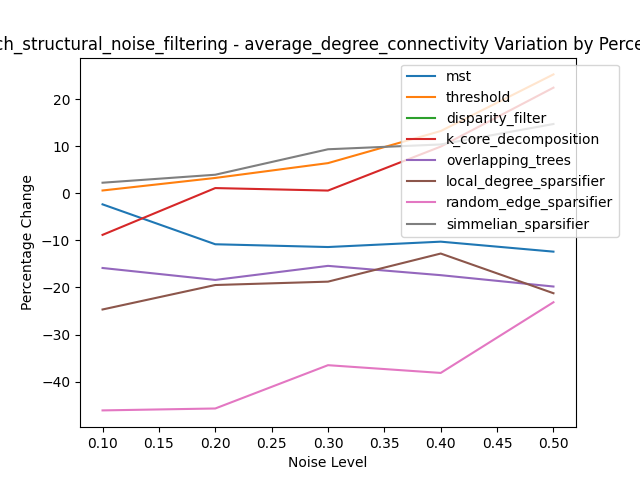 structural_noise_filtering - average_degree_connectivity Variation by
20
10
0
−10
−20
−30
−40
Percentage Change
0.10
0.15
0.20
0.25
0.30
0.35
0.40
0.45
0.50
Noise Level
mst
threshold
disparity_filter
k_core_decomposition
overlapping_trees
local_degree_sparsifier
random_edge_sparsifier
simmelian_sparsifier